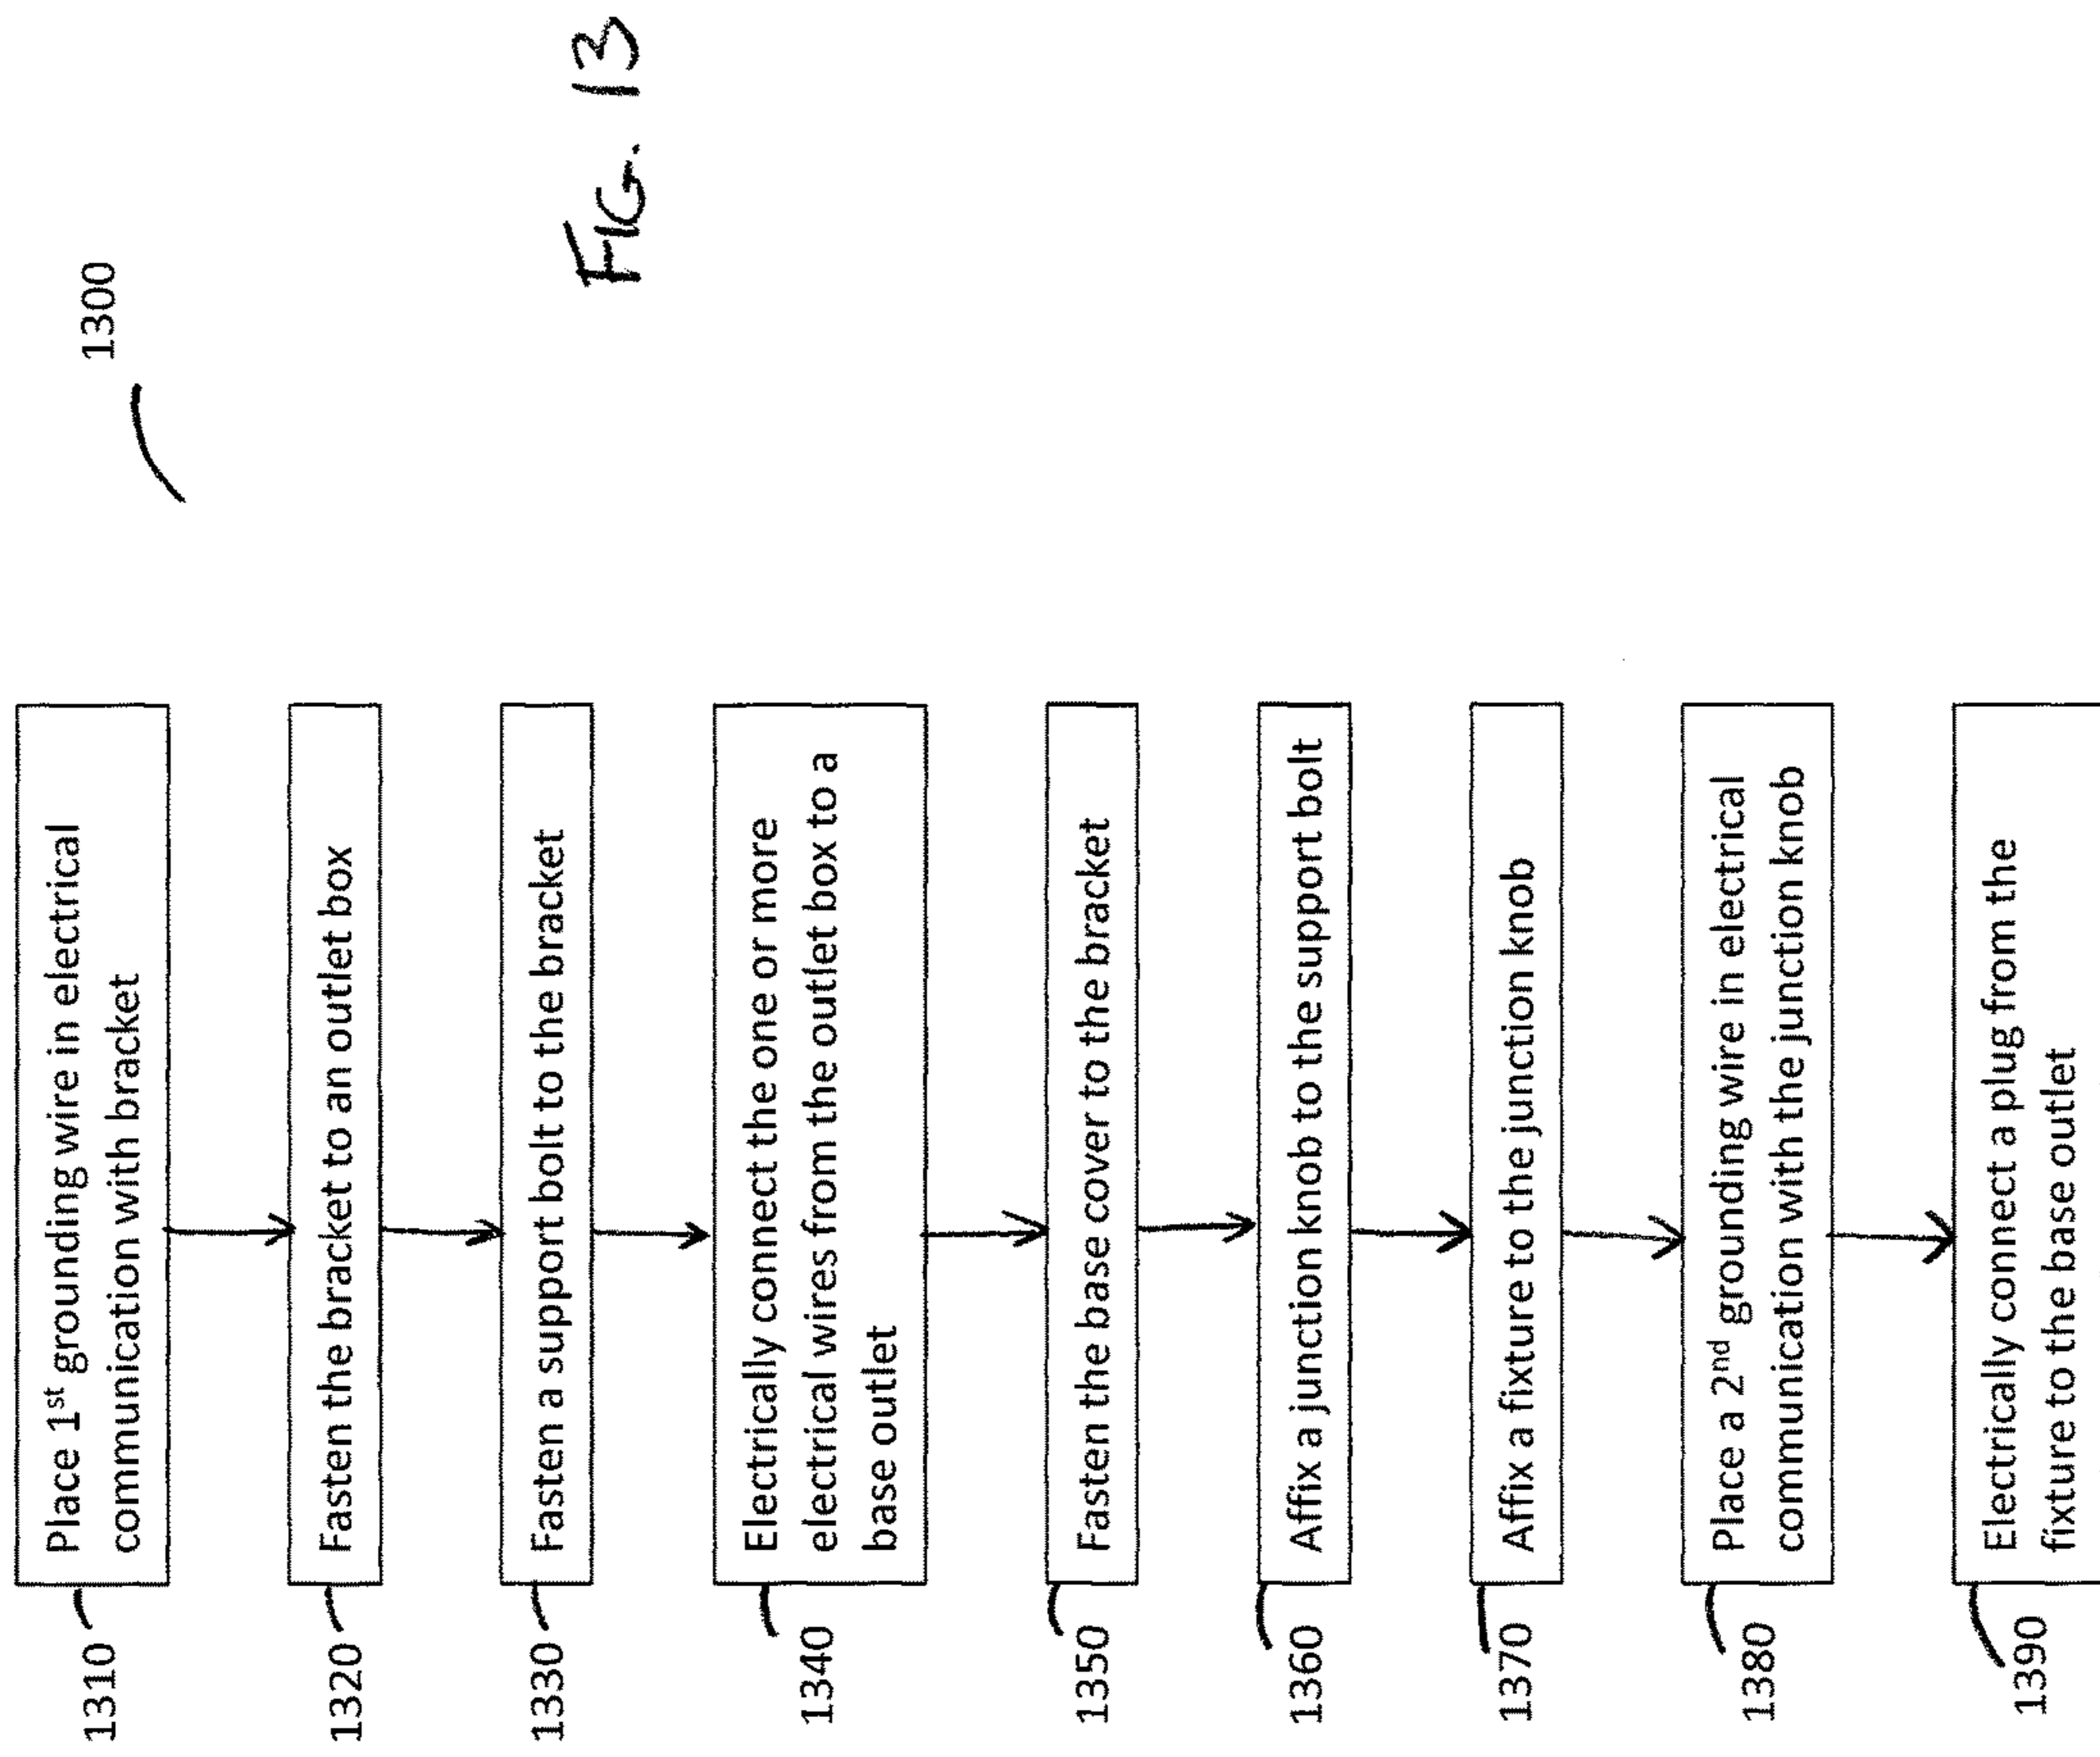 1300
FIG. 13
1310
Place 1st grounding wire in electrical
communication with bracket
1320
Fasten the bracket to an outlet box
1330
Fasten a support bolt to the bracket
1340
Electrically connect the one or more
electrical wires from the outlet box to a
base outlet
1350
Fasten the base cover to the bracket
1360
Affix a junction knob to the support bolt
1370
Affix a fixture to the junction knob
1380
Place a 2nd grounding wire in electrical
communication with the junction knob
1390
Electrically connect a plug from the
fixture to the base outlet